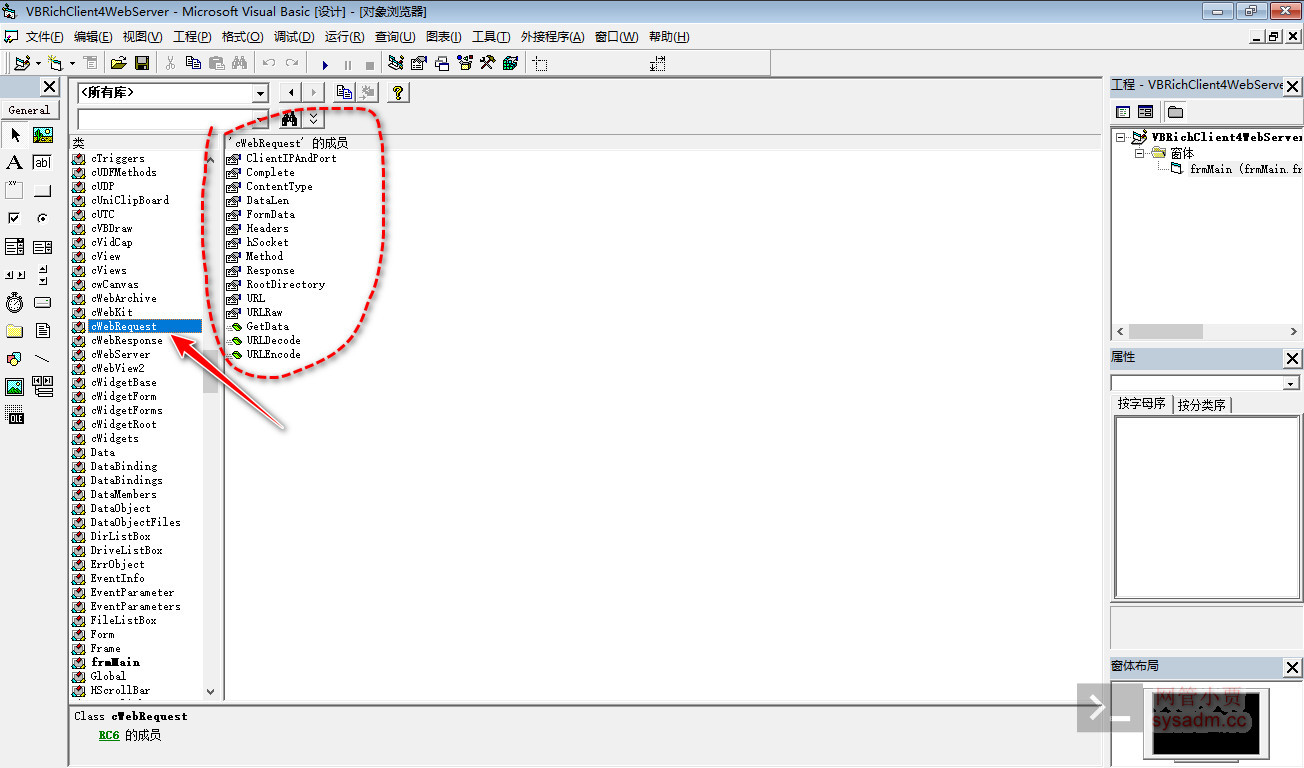 VBRichClient4WebServer - Microsoft Visual Basic [设计] - [对象浏览器]
文件(F) 编辑(E) 视图(V) 工程(P) 格式(O) 调试(D) 运行(R) 查询(U) 图表(I) 工具(T) 外接程序(A) 窗口(W) 帮助(H)
General
A
ab
xy
OLE
<所有库>
类
cTriggers
cUDFMethods
cUDP
cUniClipBoard
cUTC
cVBDraw
cVidCap
cView
cViews
cwCanvas
cWebArchive
cWebKit
cWebRequest
cWebResponse
cWebServer
cWebView2
cWidgetBase
cWidgetForm
cWidgetForms
cWidgetRoot
cWidgets
Data
DataBinding
DataBindings
DataMembers
DataObject
DataObjectFiles
DirListBox
DriveListBox
ErrObject
EventInfo
EventParameter
EventParameters
FileListBox
Form
Frame
frmMain
Global
HScrollBar
'cWebRequest' 的成员
ClientIPAndPort
Complete
ContentType
DataLen
FormData
Headers
hSocket
Method
Response
RootDirectory
URL
URLRaw
GetData
URLDecode
URLEncode
Class cWebRequest
RC6 的成员
工程 - VBRichClient4WebServe
VBRichClient4WebServer
窗体
frmMain (frmMain.fr
属性
按字母序 按分类序
窗体布局
网管小贾
sysadm.cc